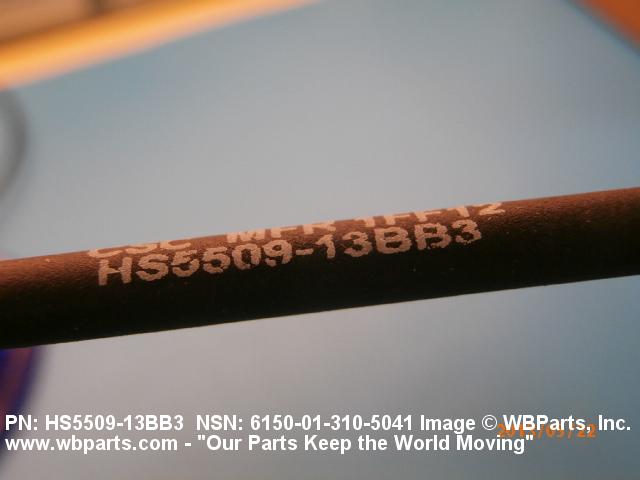 CSC MFR 1FF12
HS5509-13BB3
PN: HS5509-13BB3 NSN: 6150-01-310-5041 Image © WBParts, Inc.
www.wbparts.com - "Our Parts Keep the World Moving"